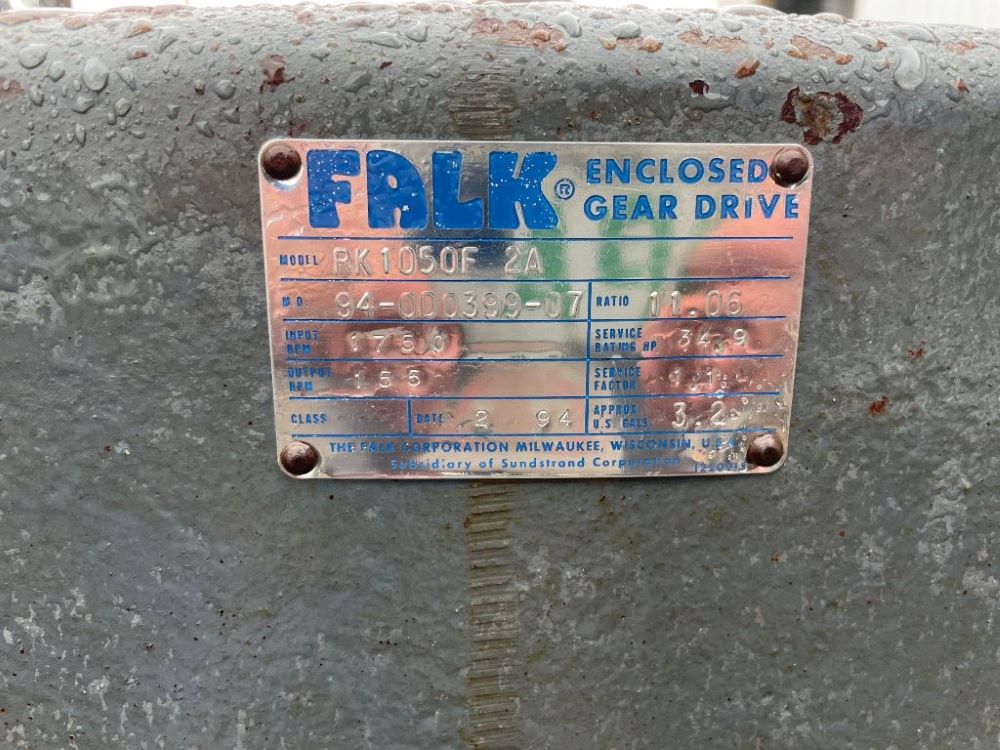 FALK® ENCLOSED
GEAR DRIVE
MODEL RK1050F 2A
M.O. 94-0D0399-07 RATIO 11.06
INPUT RPM 1750 SERVICE RATING HP 34.9
OUTPUT RPM 155 SERVICE FACTOR
CLASS DATE 2 94 APPROX U.S. GALS 3.2
THE FALK CORPORATION MILWAUKEE, WISCONSIN, U.S.A.
Subsidiary of Sundstrand Corporation